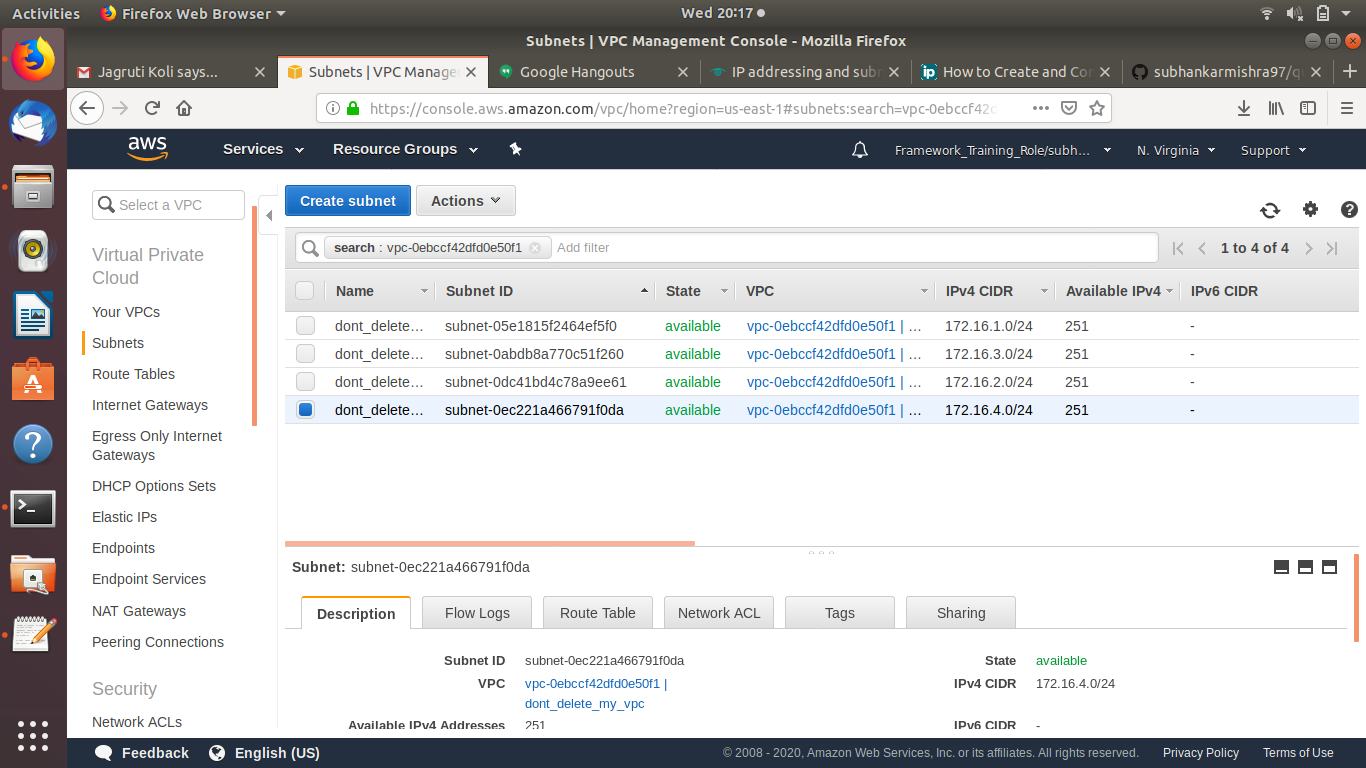 Activities Firefox Web Browser Wed 20:17
Subnets | VPC Management Console - Mozilla Firefox
Jagruti Koli says... Subnets | VPC Manage Google Hangouts IP addressing and subn How to Create and Con subhankarmishra97/
https://console.aws.amazon.com/vpc/home?region=us-east-1#subnets:search=vpc-0ebccf42d
aws Services Resource Groups Framework_Training_Role/subh... N. Virginia Support
Select a VPC
Create subnet Actions
search : vpc-0ebccf42dfd0e50f1 Add filter 1 to 4 of 4
Name Subnet ID State VPC IPv4 CIDR Available IPv4 IPv6 CIDR
dont_delete... subnet-05e1815f2464ef5f0 available vpc-0ebccf42dfd0e50f1 | ... 172.16.1.0/24 251 -
dont_delete... subnet-0abdb8a770c51f260 available vpc-0ebccf42dfd0e50f1 | ... 172.16.3.0/24 251 -
dont_delete... subnet-0dc41bd4c78a9ee61 available vpc-0ebccf42dfd0e50f1 | ... 172.16.2.0/24 251 -
dont_delete... subnet-0ec221a466791f0da available vpc-0ebccf42dfd0e50f1 | ... 172.16.4.0/24 251 -
Virtual Private
Cloud
Your VPCs
Subnets
Route Tables
Internet Gateways
Egress Only Internet
Gateways
DHCP Options Sets
Elastic IPs
Endpoints
Endpoint Services
NAT Gateways
Peering Connections
Security
Network ACLs
Subnet: subnet-0ec221a466791f0da
Description Flow Logs Route Table Network ACL Tags Sharing
Subnet ID subnet-0ec221a466791f0da State available
VPC vpc-0ebccf42dfd0e50f1 | IPv4 CIDR 172.16.4.0/24
dont_delete_my_vpc
Available IPv4 Addresses 251 IPv6 CIDR -
Feedback English (US) © 2008 - 2020, Amazon Web Services, Inc. or its affiliates. All rights reserved. Privacy Policy Terms of Use